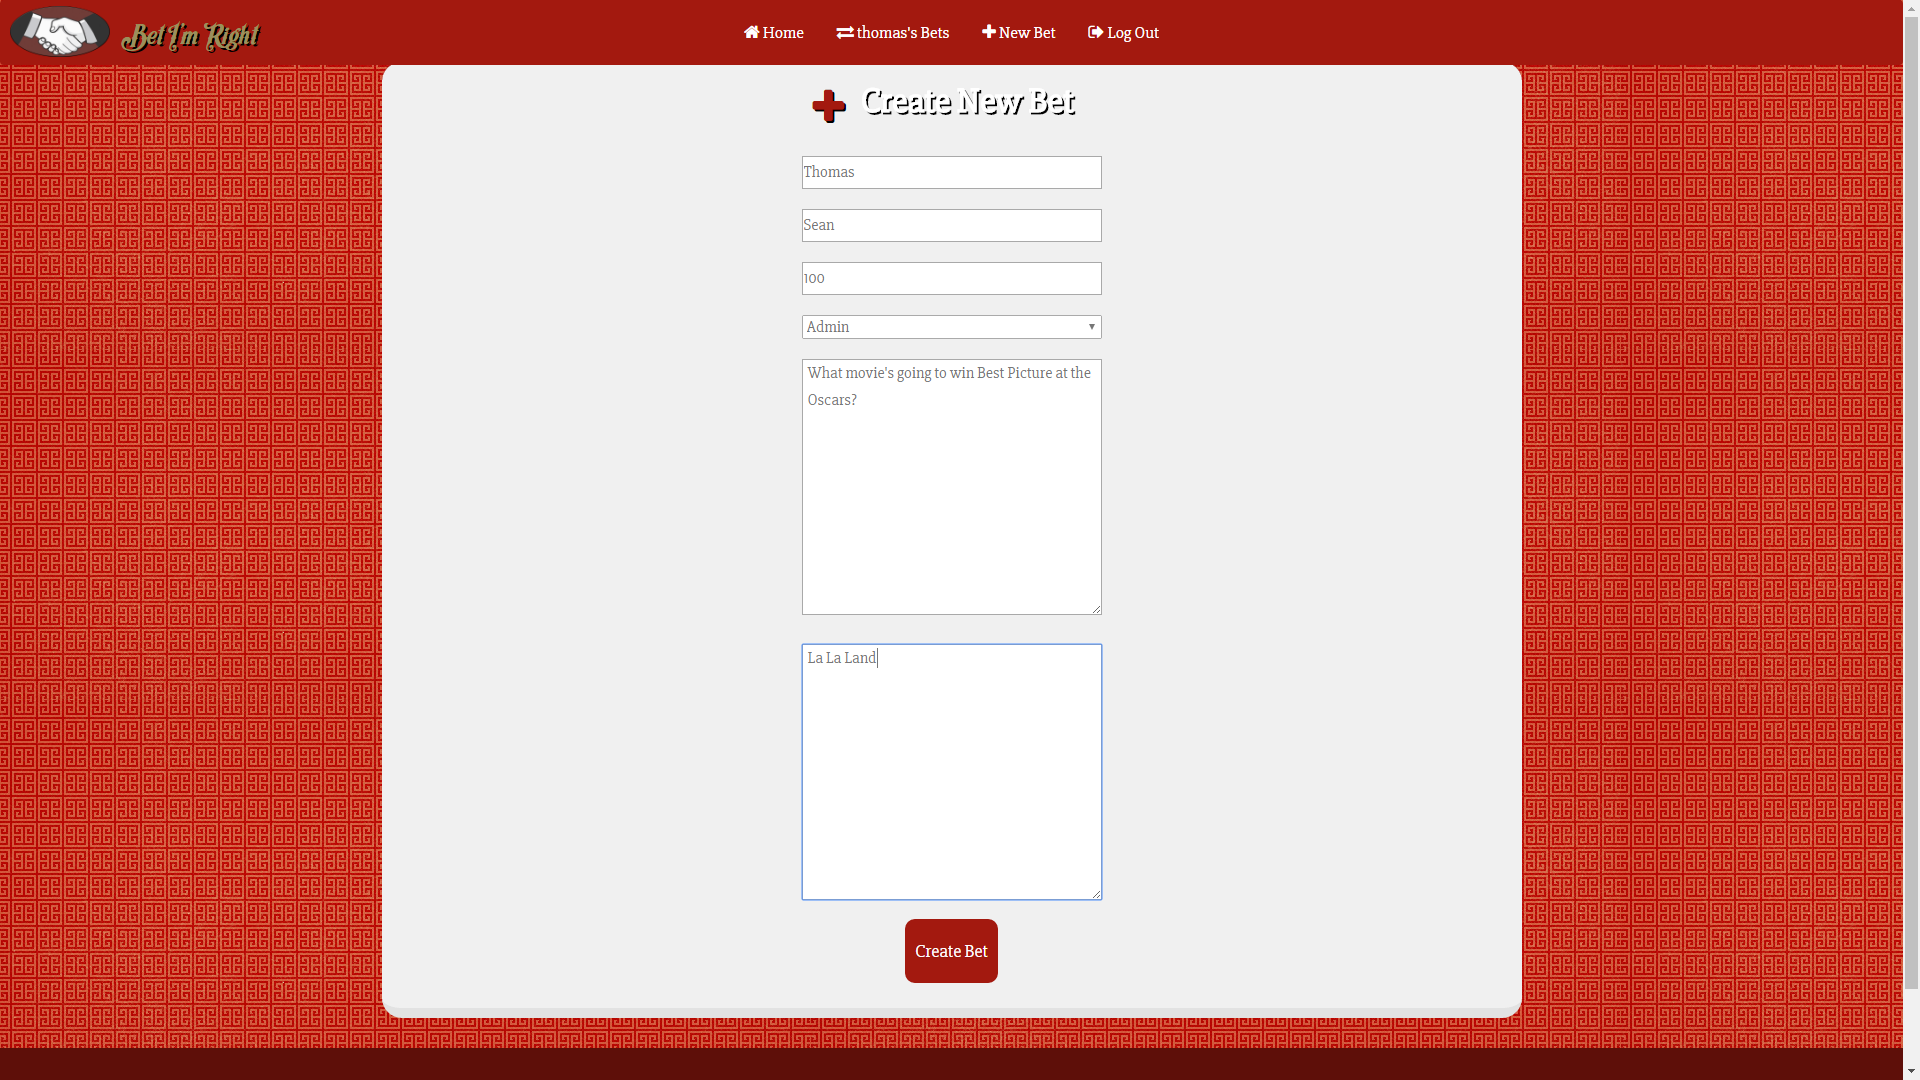 Bet I'm Right
Home
thomas's Bets
New Bet
Log Out
Create New Bet
Thomas
Sean
100
Admin
What movie's going to win Best Picture at the
Oscars?
La La Land
Create Bet